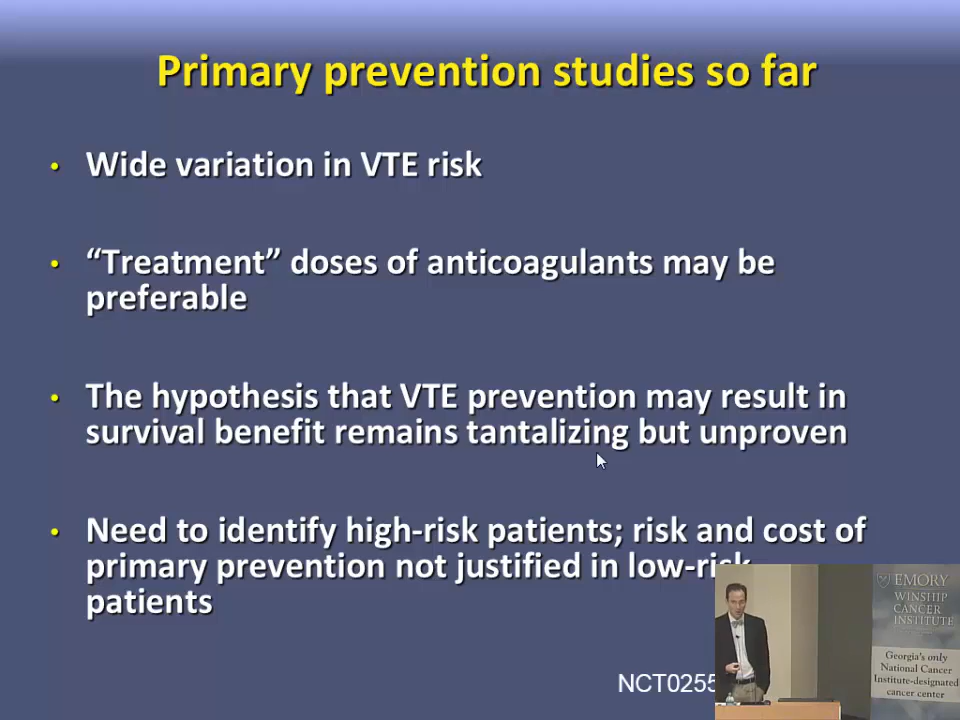 Primary prevention studies so far
• Wide variation in VTE risk
• “Treatment” doses of anticoagulants may be
preferable
• The hypothesis that VTE prevention may result in
survival benefit remains tantalizing but unproven
• Need to identify high-risk patients; risk and cost of
primary prevention not justified in low-risk
patients
NCT0255
EMORY
WINSHIP
CANCER
INSTITUTE
Georgia's only
National Cancer
Institute-designated
cancer center